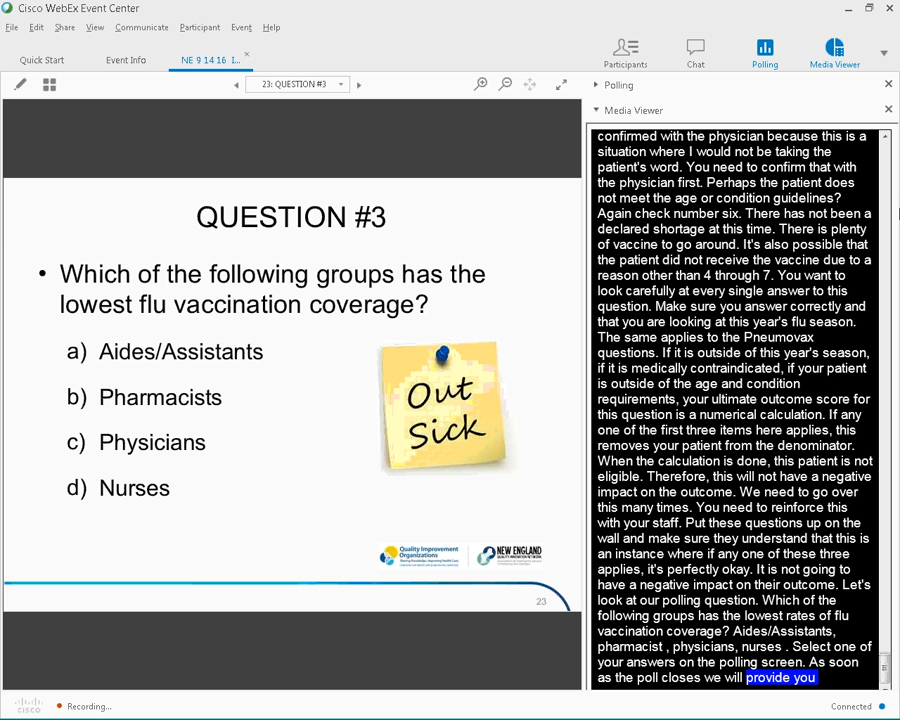 Cisco WebEx Event Center
File Edit Share View Communicate Participant Event Help
Quick Start Event Info NE 9 14 16 I...
Participants Chat Polling Media Viewer
23: QUESTION #3
QUESTION #3
• Which of the following groups has the
lowest flu vaccination coverage?
a) Aides/Assistants
b) Pharmacists
c) Physicians
d) Nurses
Out
Sick
Quality Improvement
Organizations
NEW ENGLAND
23
Polling
Media Viewer
confirmed with the physician because this is a
situation where I would not be taking the
patient's word. You need to confirm that with
the physician first. Perhaps the patient does
not meet the age or condition guidelines?
Again check number six. There has not been a
declared shortage at this time. There is plenty
of vaccine to go around. It's also possible that
the patient did not receive the vaccine due to a
reason other than 4 through 7. You want to
look carefully at every single answer to this
question. Make sure you answer correctly and
that you are looking at this year's flu season.
The same applies to the Pneumovax
questions. If it is outside of this year's season,
if it is medically contraindicated, if your patient
is outside of the age and condition
requirements, your ultimate outcome score for
this question is a numerical calculation. If any
one of the first three items here applies, this
removes your patient from the denominator.
When the calculation is done, this patient is not
eligible. Therefore, this will not have a negative
impact on the outcome. We need to go over
this many times. You need to reinforce this
with your staff. Put these questions up on the
wall and make sure they understand that this is
an instance where if any one of these three
applies, it's perfectly okay. It is not going to
have a negative impact on their outcome. Let's
look at our polling question. Which of the
following groups has the lowest rates of flu
vaccination coverage? Aides/Assistants,
pharmacist , physicians, nurses . Select one of
your answers on the polling screen. As soon
as the poll closes we will provide you
cisco
Recording...
Connected